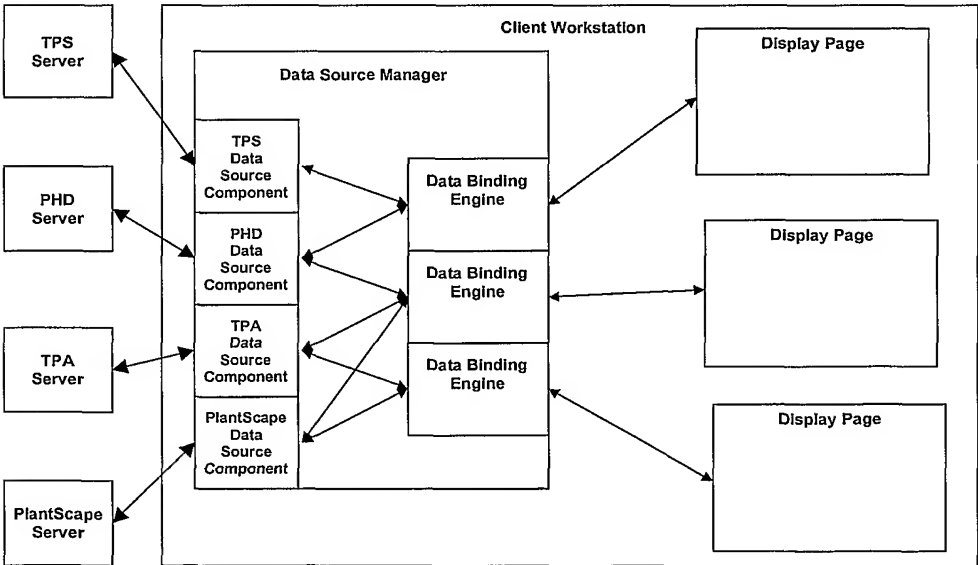 TPS
Server
PHD
Server
TPA
Server
PlantScape
Server
Client Workstation
Data Source Manager
TPS
Data
Source
Component
PHD
Data
Source
Component
TPA
Data
Source
Component
PlantScape
Data
Source
Component
Data Binding
Engine
Data Binding
Engine
Data Binding
Engine
Display Page
Display Page
Display Page